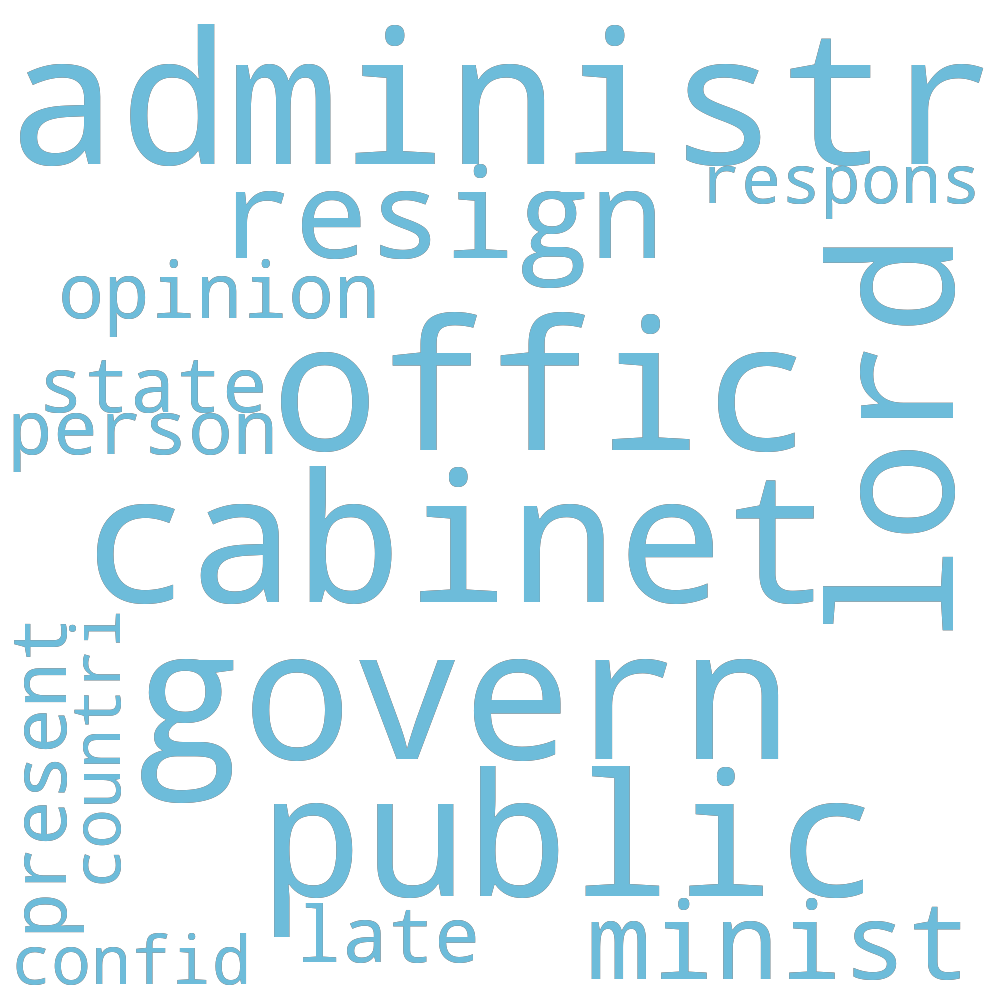 administr
respons
resign
opinion
offic
lord
state
person
cabinet
govern
present
countri
public
late
minist
confid